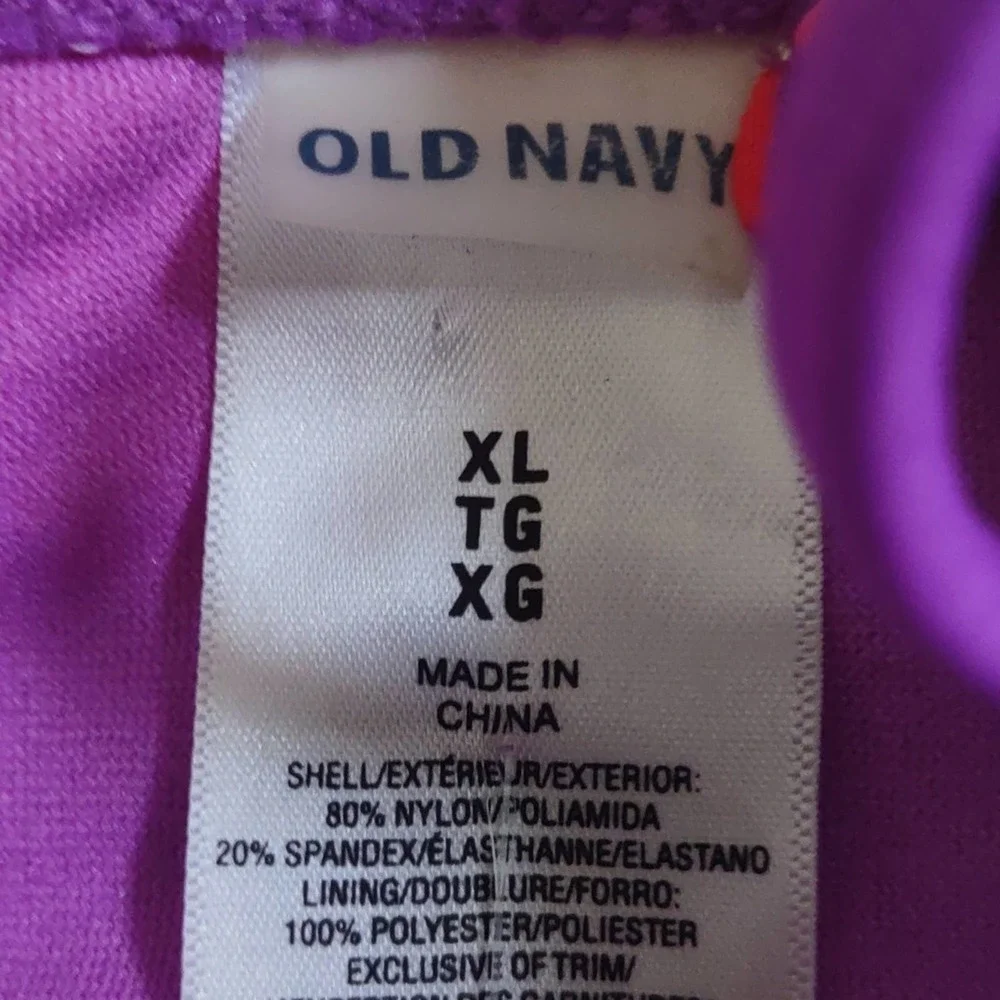 OLD NAVY
XL
TG
XG
MADE IN
CHINA
SHELL/EXTÉRIEUR/EXTERIOR:
80% NYLON/POLIAMIDA
20% SPANDEX/ÉLASTHANNE/ELASTANO
LINING/DOUBLURE/FORRO:
100% POLYESTER/POLIESTER
EXCLUSIVE OF TRIM/